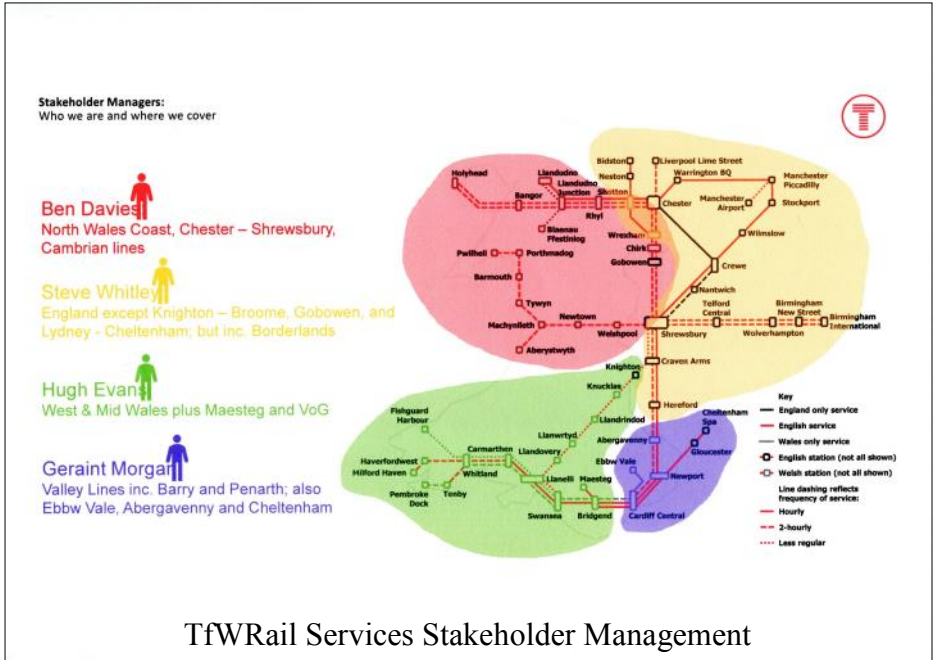 Stakeholder Managers:
Who we are and where we cover
T
Ben Davies
North Wales Coast, Chester – Shrewsbury,
Cambrian lines
Steve Whitley
England except Knighton – Broome, Gobowen, and
Lydney - Cheltenham; but inc. Borderlands
Hugh Evans
West & Mid Wales plus Maesteg and VoG
Geraint Morgan
Valley Lines inc. Barry and Penarth; also
Ebbw Vale, Abergavenny and Cheltenham
Holyhead
Bangor
Llandudno
Llandudno
Junction
Rhyl
Sh
Shotton
Blaenau
Ffestiniog
Bidston
Neston
Liverpool Lime Street
Warrington BQ
Chester
Manchester
Airport
Manchester
Piccadilly
Stockport
Wilmslow
Crewe
Nantwich
Wrexham
Chirk
Gobowen
Pwllheli
Porthmadog
Barmouth
Tywyn
Machynlleth
Newtown
Welshpool
Aberystwyth
Shrewsbury
Telford
Central
Wolverhampton
Birmingham
New Street
Birmingham
International
Craven Arms
Knighton
Knucklas
Llandrindod
Llanwrtyd
Llandovery
Hereford
Abergavenny
Ebbw Vale
Newport
Cheltenham
Spa
Gloucester
Fishguard
Harbour
Haverfordwest
Milford Haven
Carmarthen
Whitland
Pembroke
Dock
Tenby
Llanelli
Swansea
Maesteg
Bridgend
Cardiff Central
Key
England only service
English service
Wales only service
English station (not all shown)
Welsh station (not all shown)
Line dashing reflects
frequency of service:
Hourly
2-hourly
Less regular
TfWRail Services Stakeholder Management